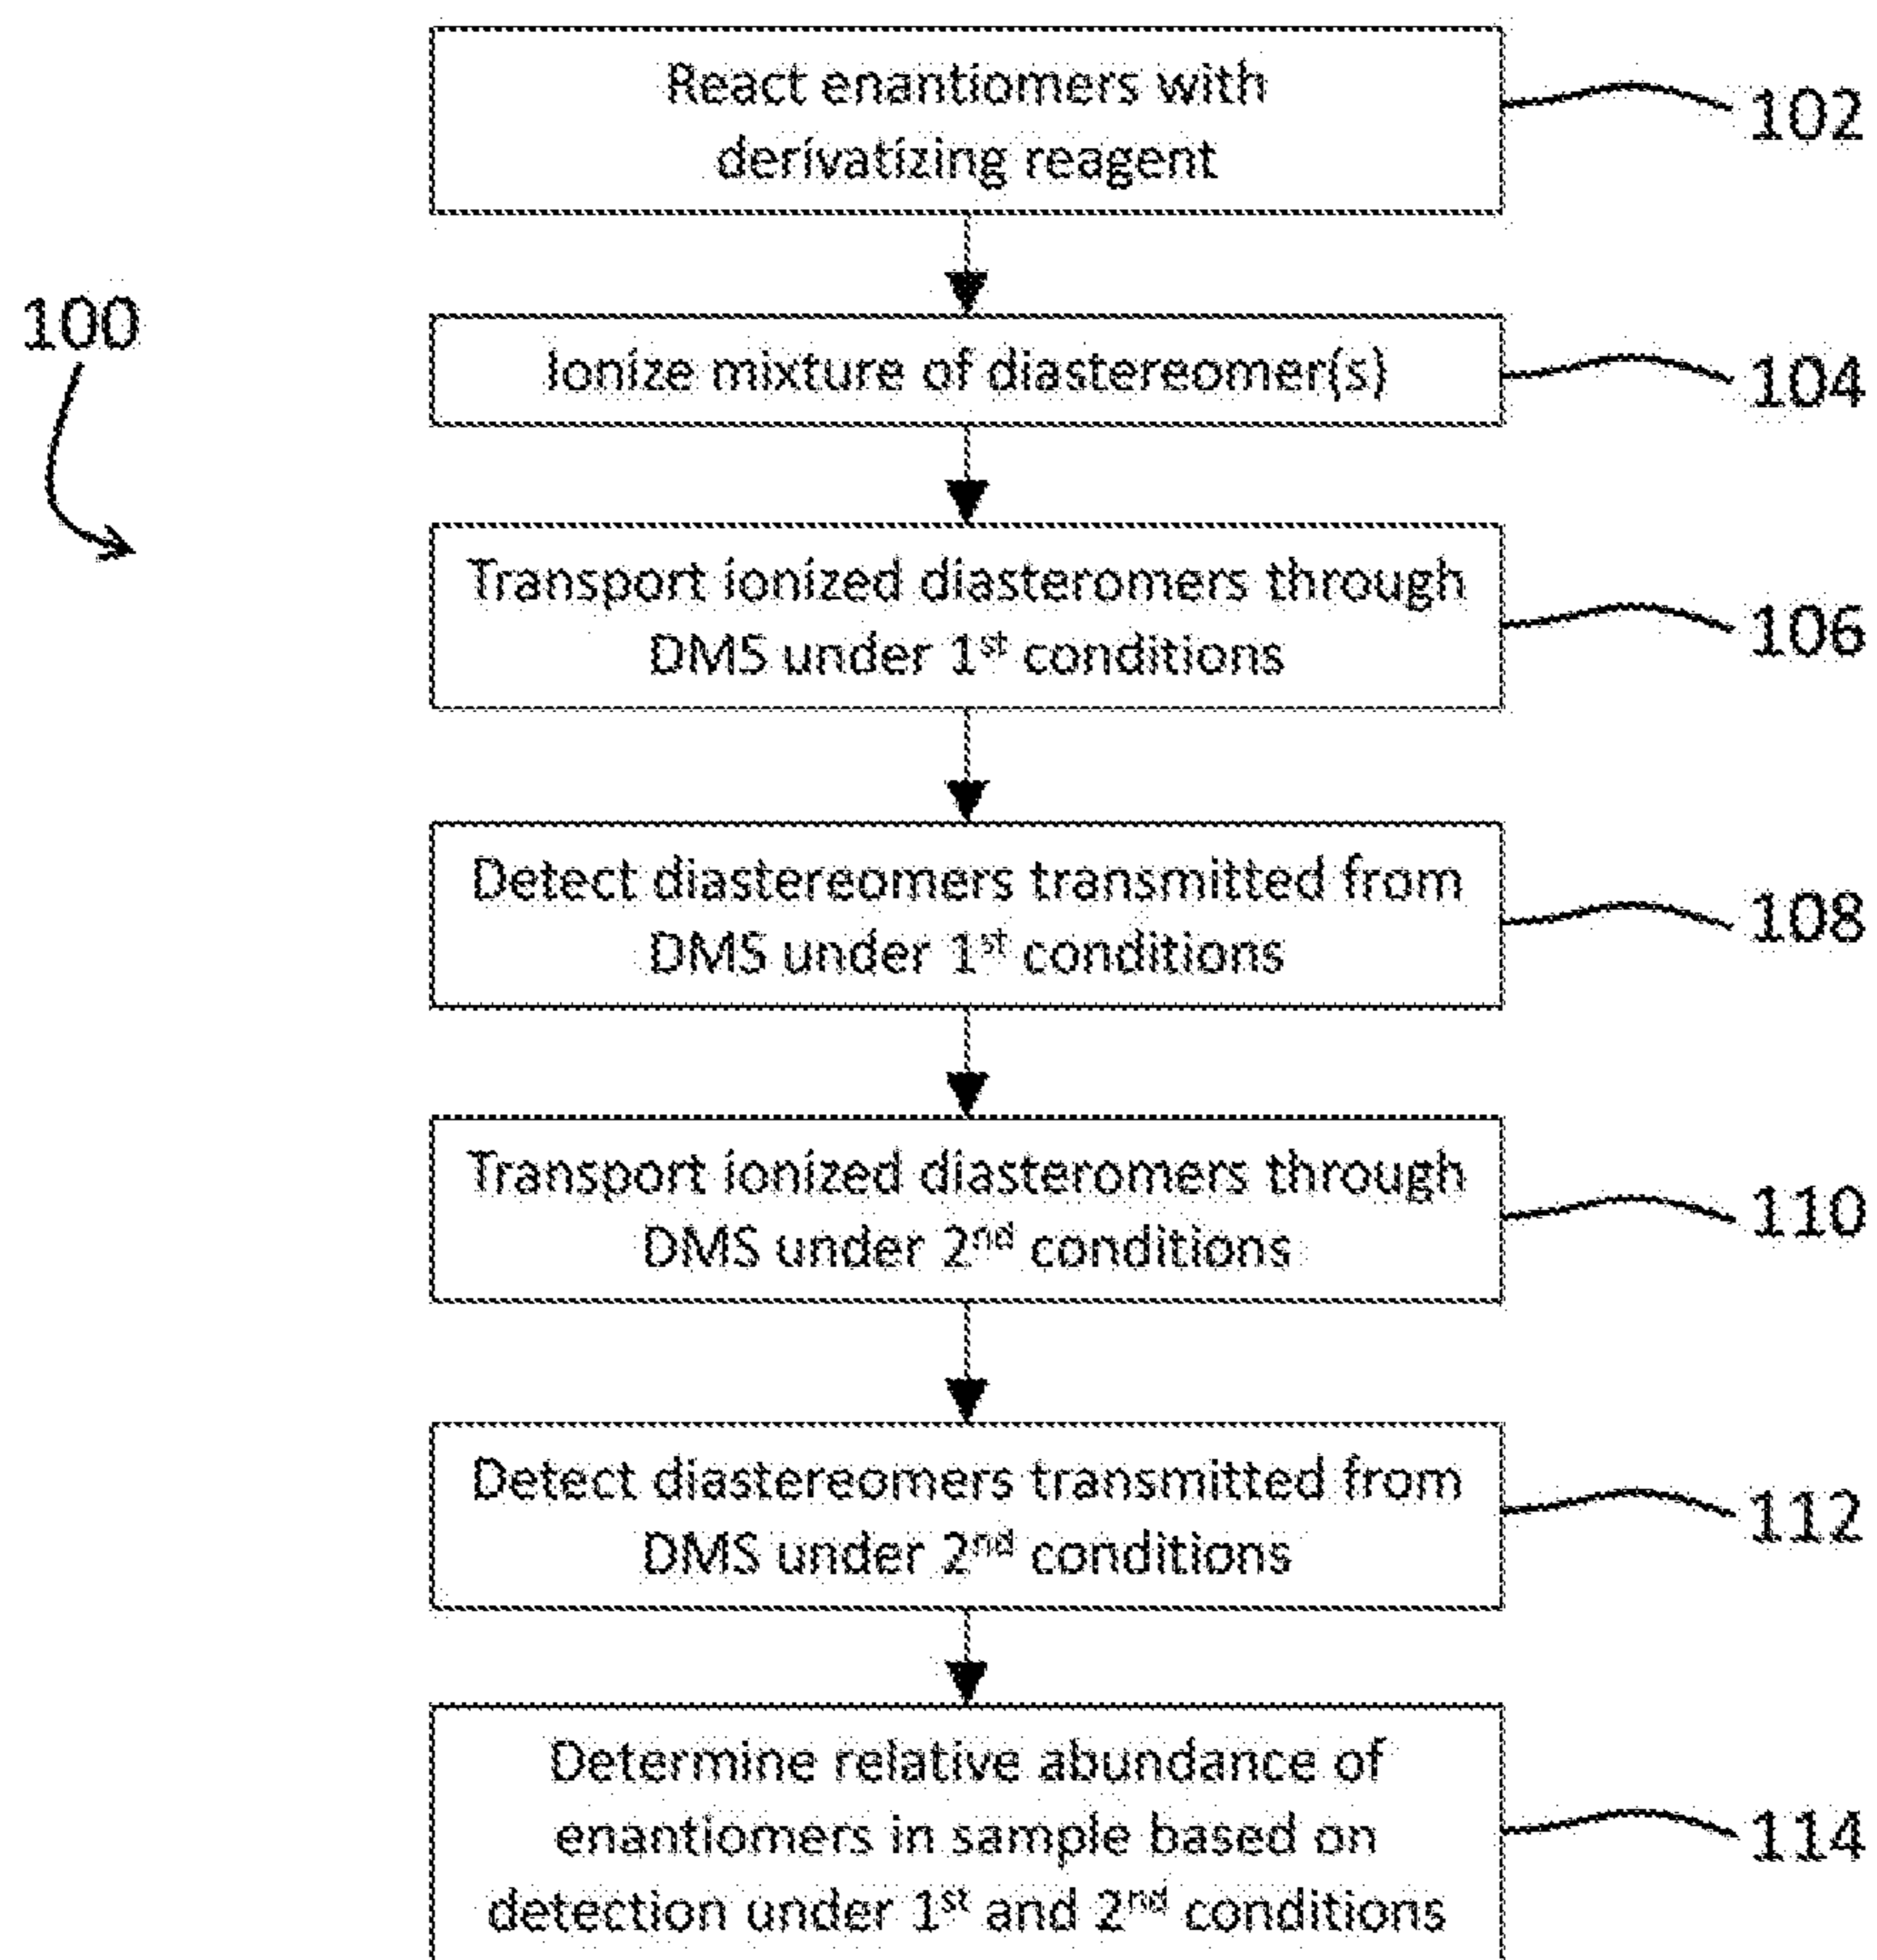 React enantiomers with
derivatizing reagent
102
100
Ionize mixture of diastereomer(s)
104
Transport ionized diasteromers through
DMS under 1st conditions
106
Detect diastereomers transmitted from
DMS under 1st conditions
108
Transport ionized diasteromers through
DMS under 2nd conditions
110
Detect diastereomers transmitted from
DMS under 2nd conditions
112
Determine relative abundance of
enantiomers in sample based on
detection under 1st and 2nd conditions
114